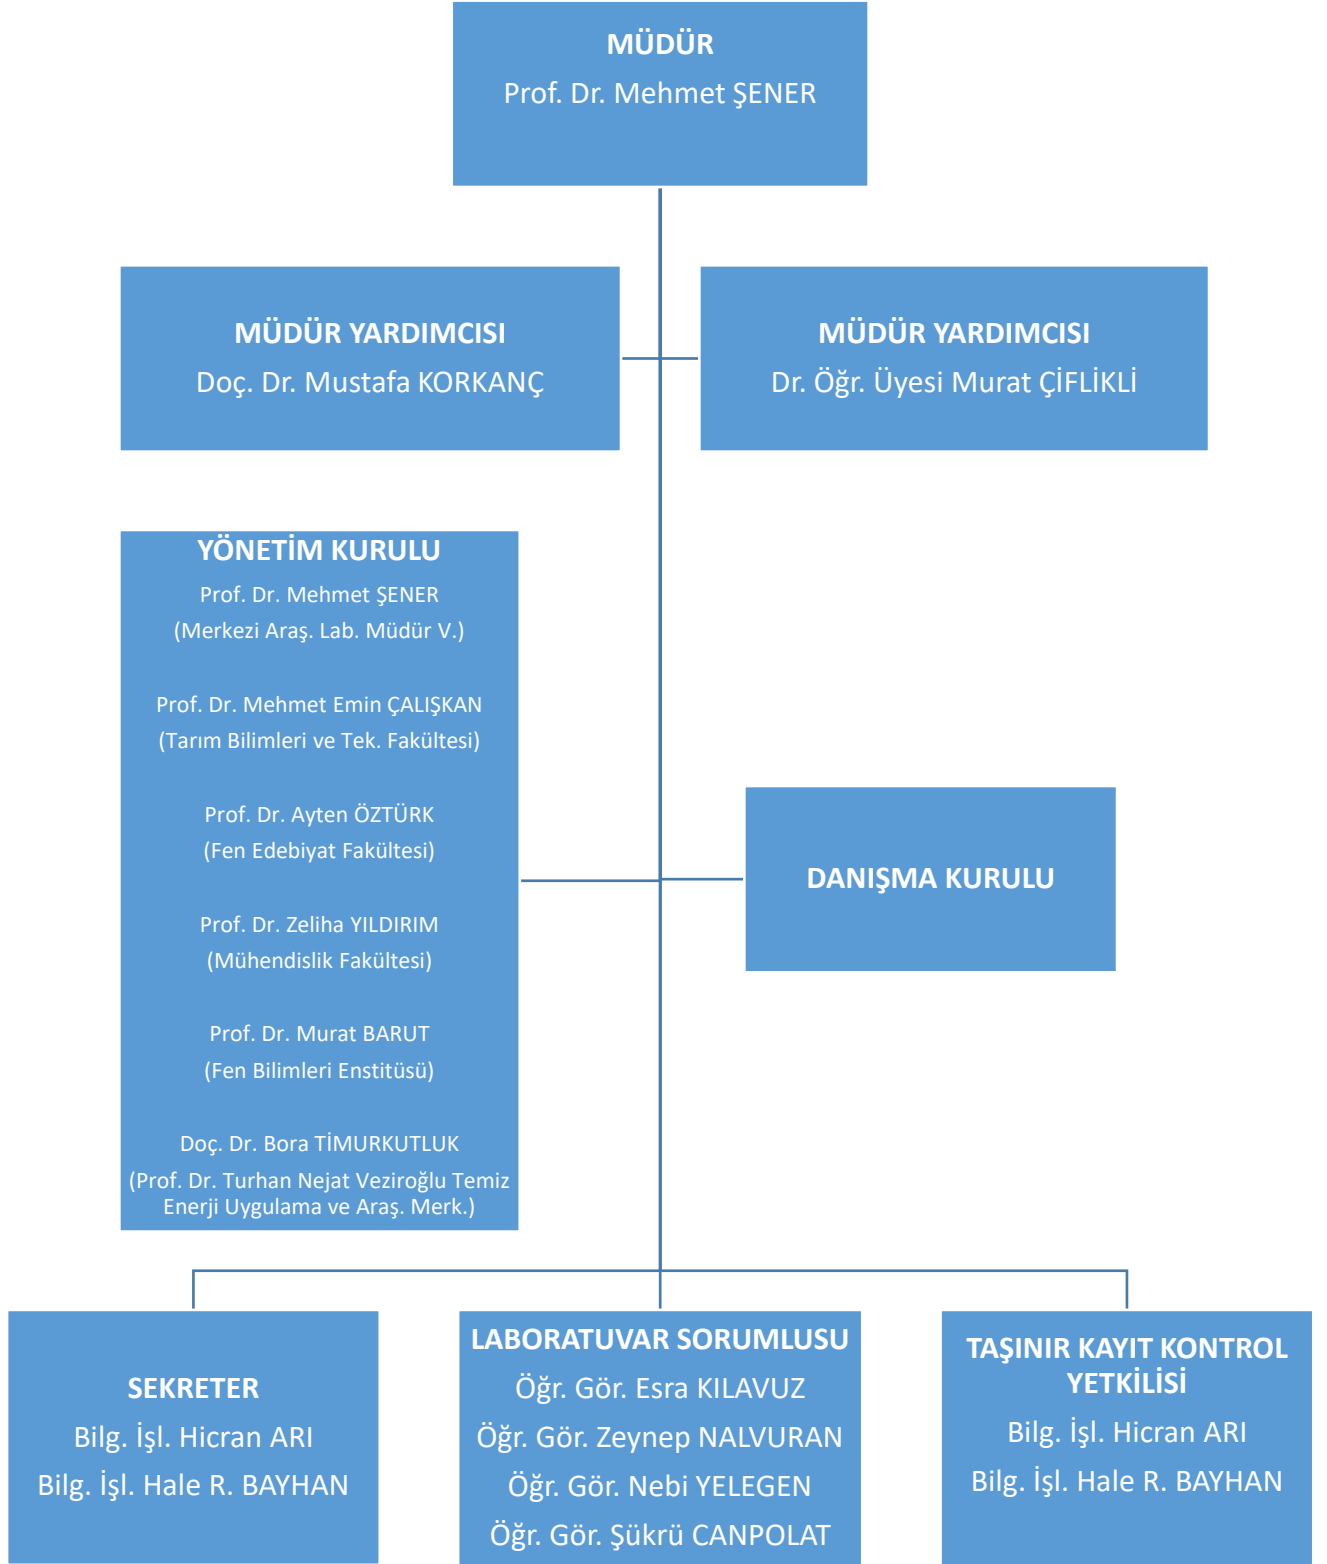 MÜDÜR
Prof. Dr. Mehmet ŞENER
MÜDÜR YARDIMCISI
Doç. Dr. Mustafa KORKANÇ
MÜDÜR YARDIMCISI
Dr. Öğr. Üyesi Murat ÇİFLİKLİ
YÖNETİM KURULU
Prof. Dr. Mehmet ŞENER
(Merkezi Araş. Lab. Müdür V.)
Prof. Dr. Mehmet Emin ÇALIŞKAN
(Tarım Bilimleri ve Tek. Fakültesi)
Prof. Dr. Ayten ÖZTÜRK
(Fen Edebiyat Fakültesi)
Prof. Dr. Zeliha YILDIRIM
(Mühendislik Fakültesi)
Prof. Dr. Murat BARUT
(Fen Bilimleri Enstitüsü)
Doç. Dr. Bora TİMURKUTLUK
(Prof. Dr. Turhan Nejat Veziroğlu Temiz
Enerji Uygulama ve Araş. Merk.)
DANIŞMA KURULU
SEKRETER
Bilg. İşl. Hicran ARI
Bilg. İşl. Hale R. BAYHAN
LABORATUVAR SORUMLUSU
Öğr. Gör. Esra KILAVUZ
Öğr. Gör. Zeynep NALVURAN
Öğr. Gör. Nebi YELEGEN
Öğr. Gör. Şükrü CANPOLAT
TAŞINIR KAYIT KONTROL
YETKİLİSİ
Bilg. İşl. Hicran ARI
Bilg. İşl. Hale R. BAYHAN